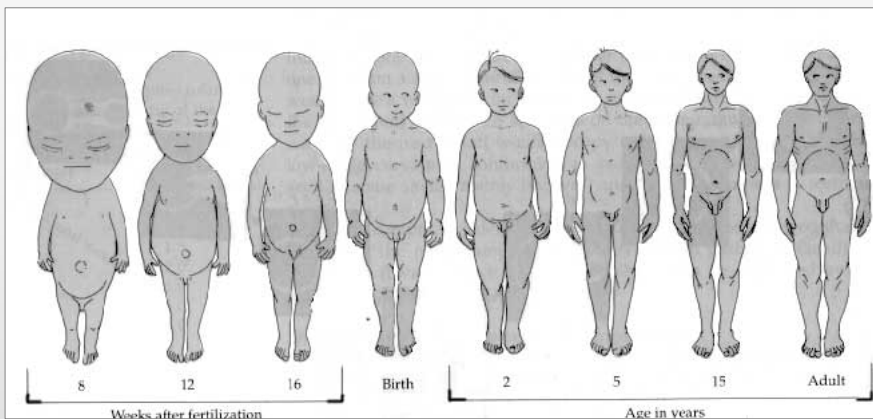 8 12 16 Birth 2 5 15 Adult
Weeks after fertilization Age in years